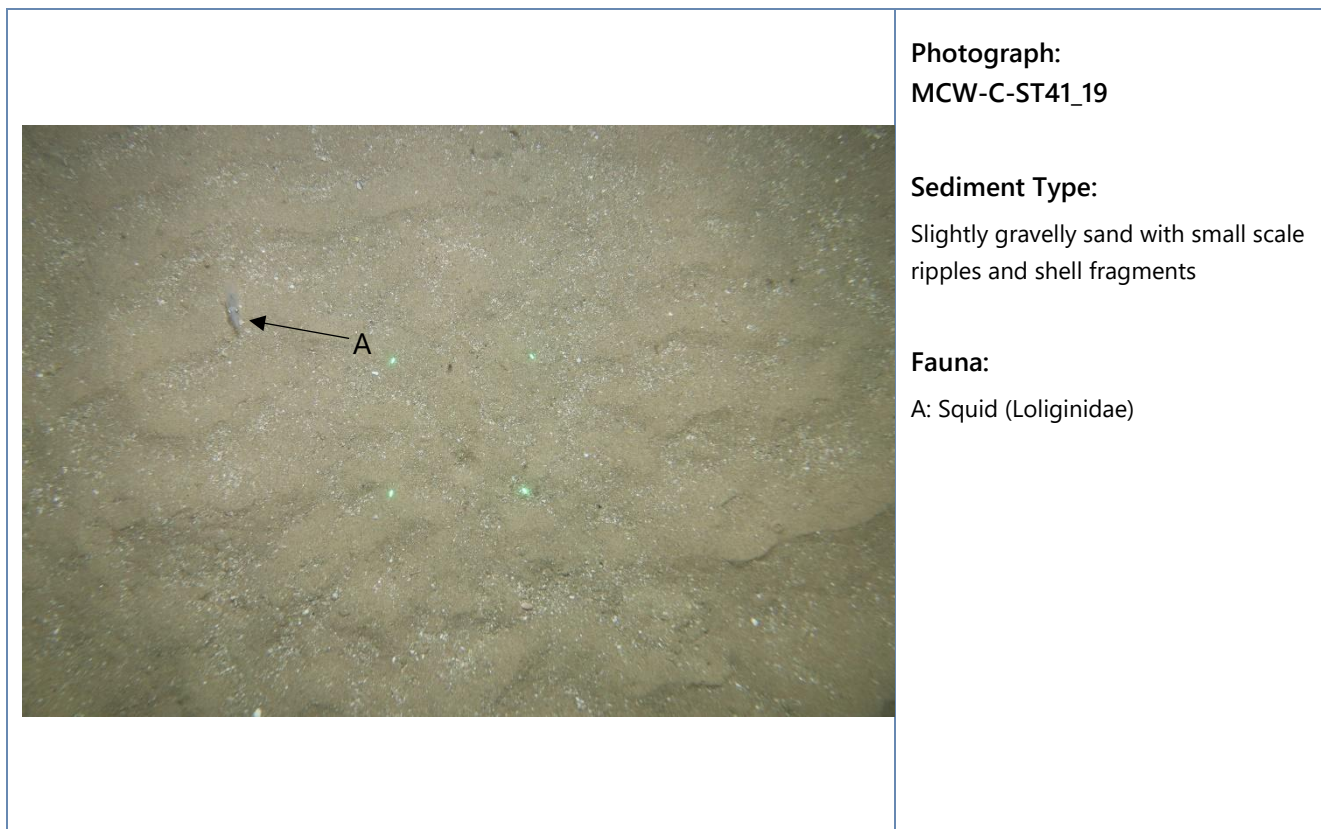 A
Photograph:
MCW-C-ST41_19
Sediment Type:
Slightly gravelly sand with small scale
ripples and shell fragments
Fauna:
A: Squid (Loliginidae)